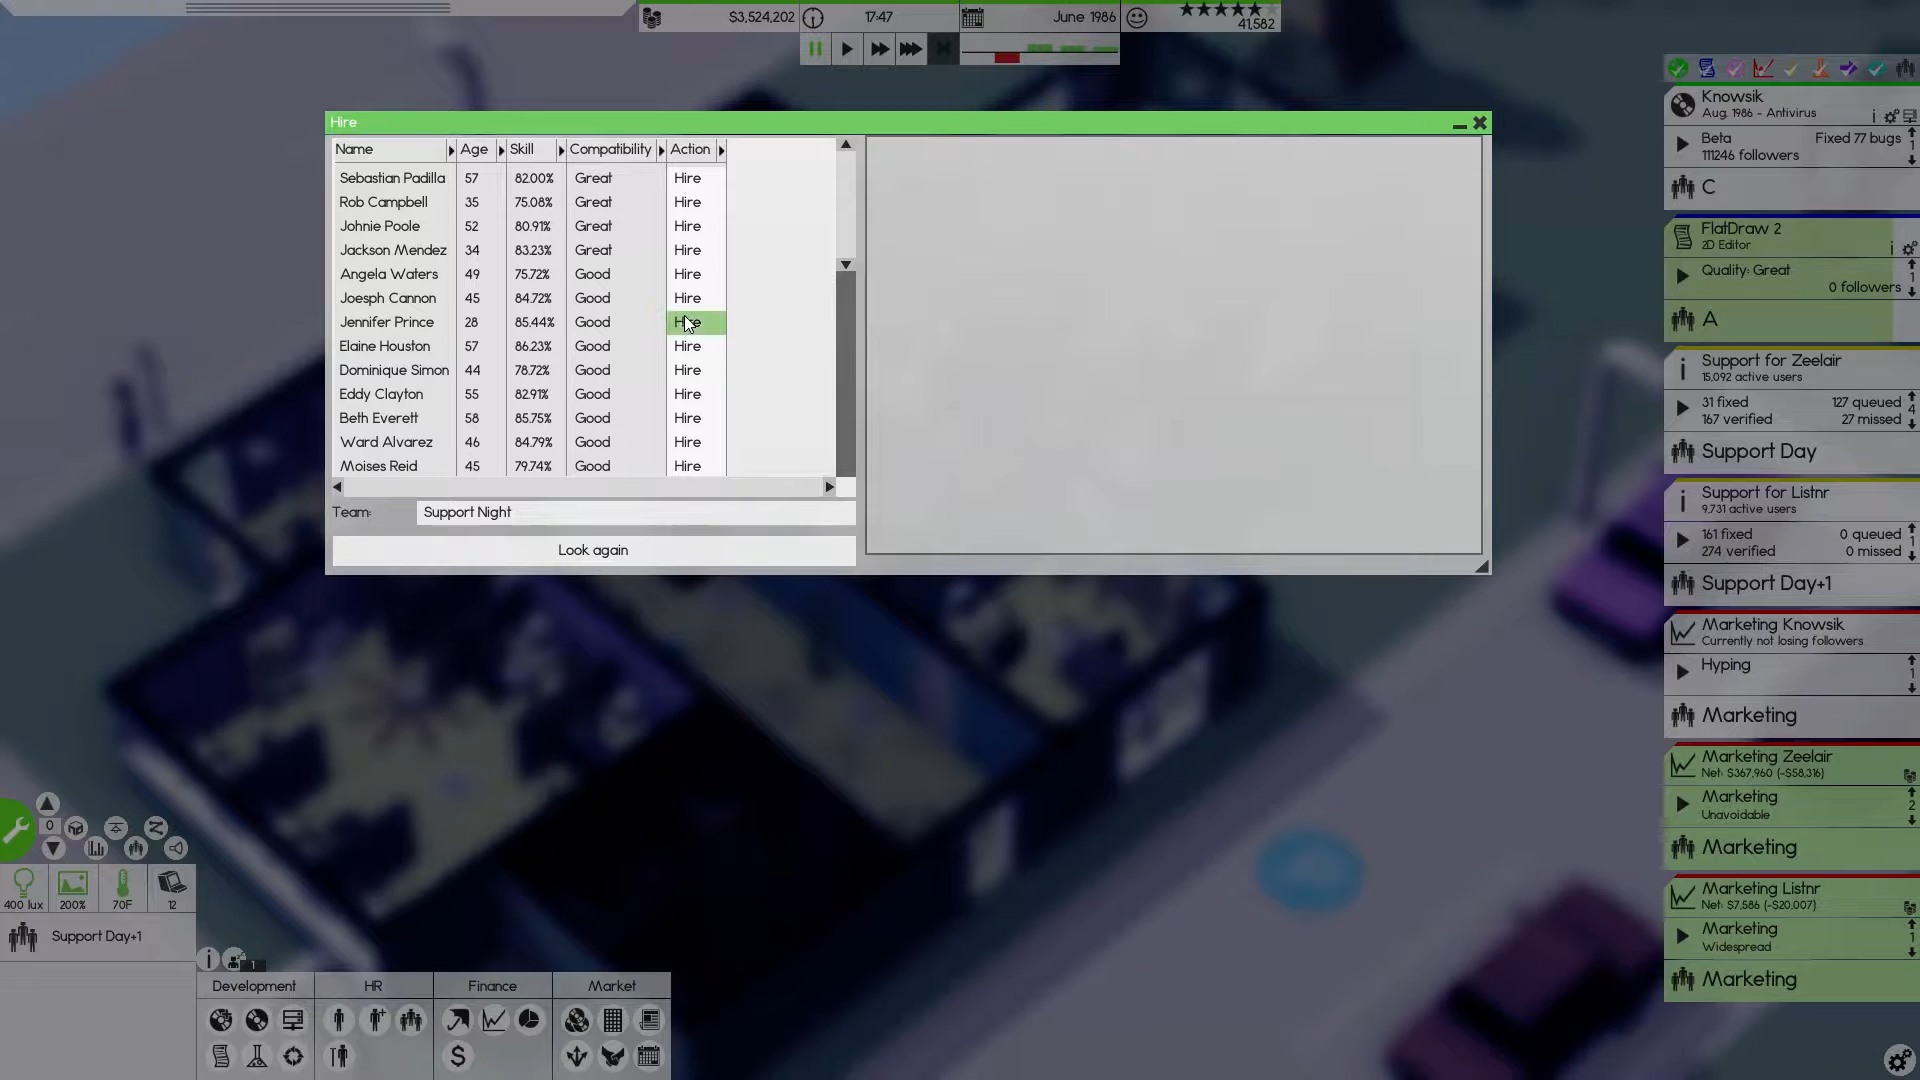 $3,524,202
17:47
June 1986
41,582
Hire
Name Age Skill Compatibility Action
Sebastian Padilla 57 82.00% Great Hire
Rob Campbell 35 75.08% Great Hire
Johnie Poole 52 80.91% Great Hire
Jackson Mendez 34 83.23% Great Hire
Angela Waters 49 75.72% Good Hire
Joesph Cannon 45 84.72% Good Hire
Jennifer Prince 28 85.44% Good Hire
Elaine Houston 57 86.23% Good Hire
Dominique Simon 44 78.72% Good Hire
Eddy Clayton 55 82.91% Good Hire
Beth Everett 58 85.75% Good Hire
Ward Alvarez 46 84.79% Good Hire
Moises Reid 45 79.74% Good Hire
Team: Support Night
Look again
Knowsik
Aug. 1986 - Antivirus
Beta Fixed 77 bugs
111246 followers 1
C
FlatDraw 2
2D Editor
Quality: Great 1
0 followers
A
Support for Zeelair
15,092 active users
31 fixed 127 queued 4
167 verified 27 missed
Support Day
Support for Listnr
9,731 active users
161 fixed 0 queued 1
274 verified 0 missed
Support Day+1
Marketing Knowsik
Currently not losing followers
Hyping 1
Marketing
Marketing Zeelair
Net: $367,960 (-$58,316)
Marketing 2
Unavoidable
Marketing
Marketing Listnr
Net: $7,586 (-$20,007)
Marketing 1
Widespread
Marketing
0
400 lux 200% 70F 12
Support Day+1
1
Development HR Finance Market